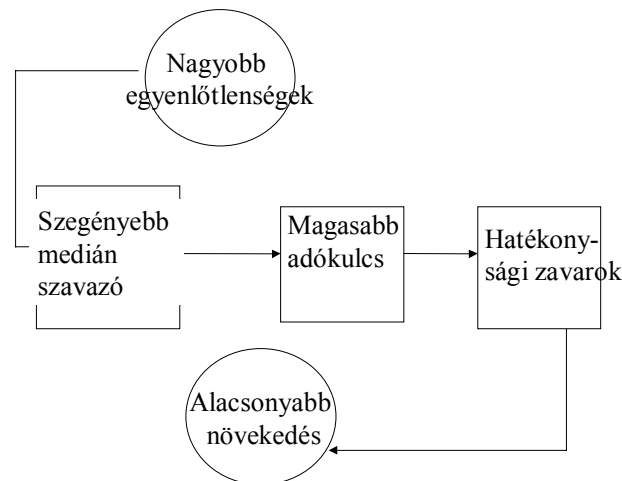 Nagyobb
egyenlőtlenségek
Szegényebb
medián
szavazó
Magasabb
adókulcs
Hatékony-
sági zavarok
Alacsonyabb
növekedés